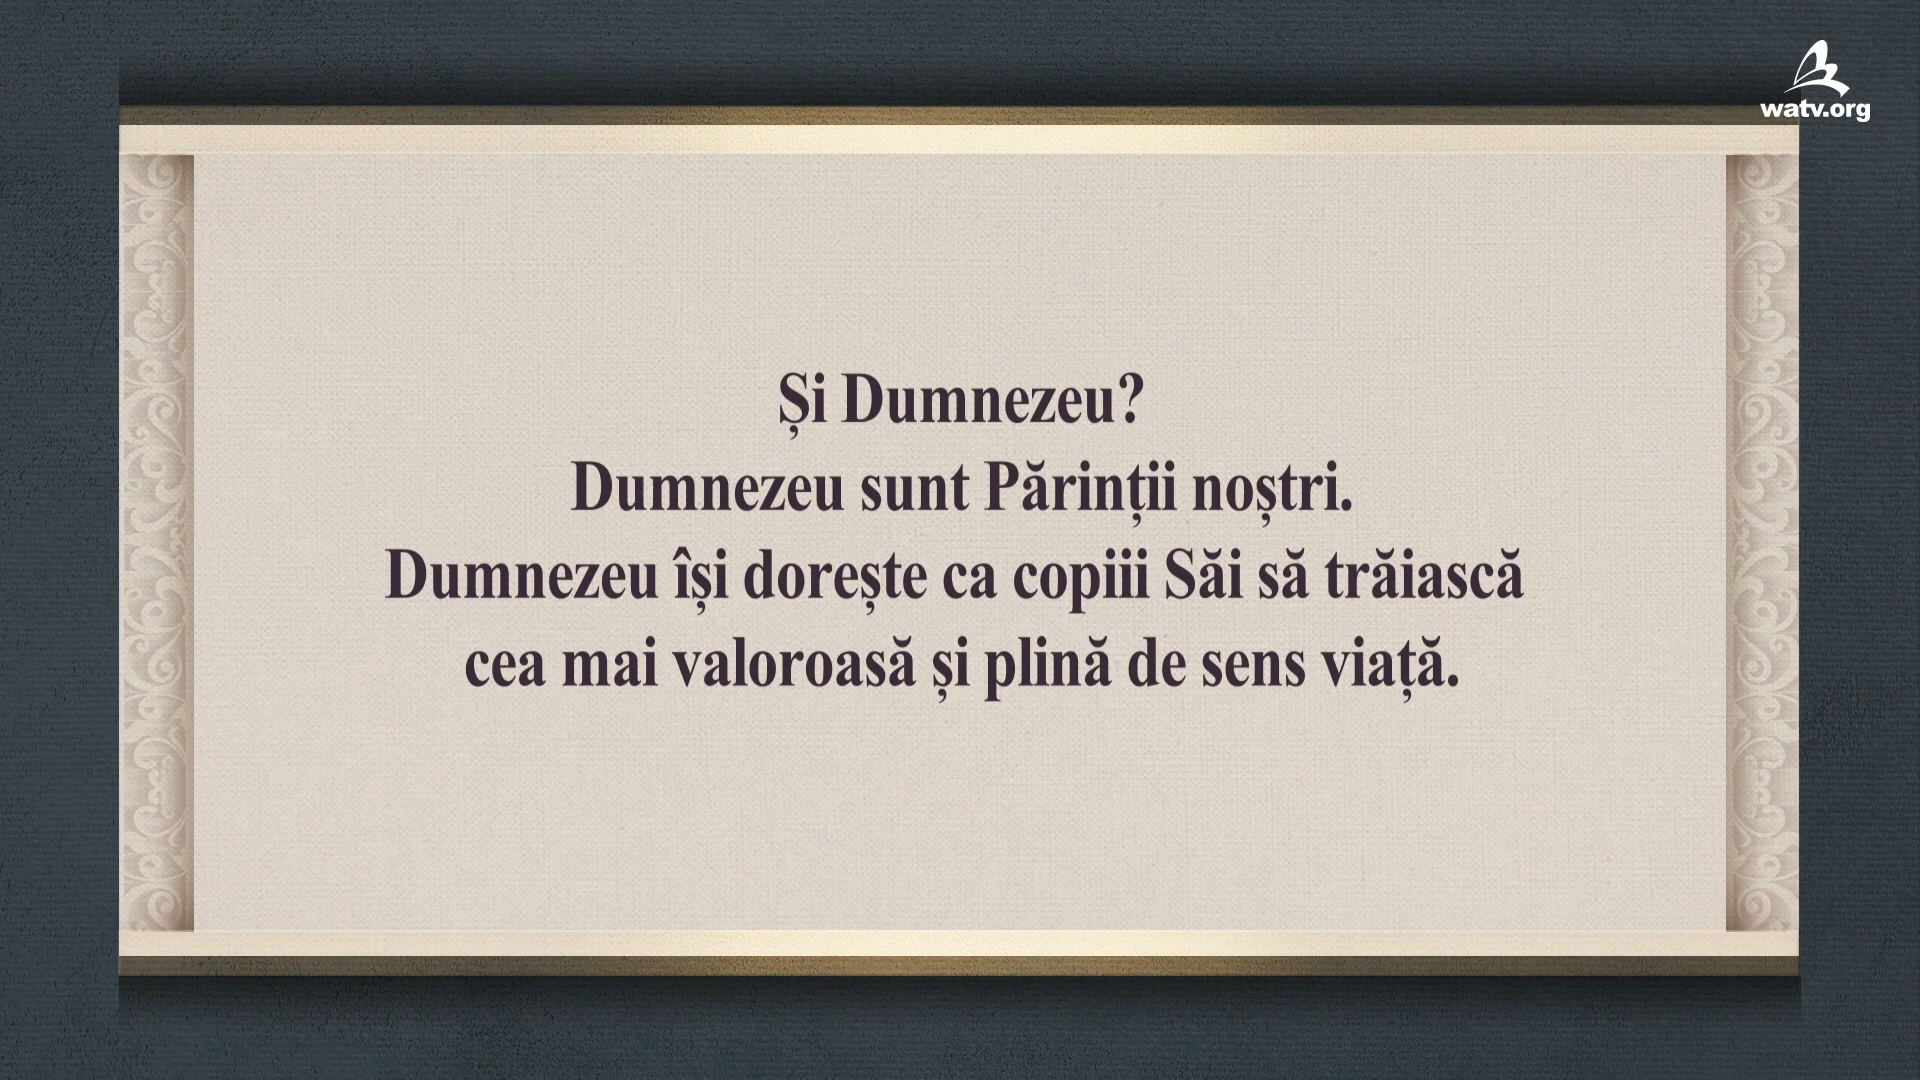 watv.org
Și Dumnezeu?
Dumnezeu sunt Părinții noștri.
Dumnezeu își dorește ca copiii Săi să trăiască
cea mai valoroasă și plină de sens viață.